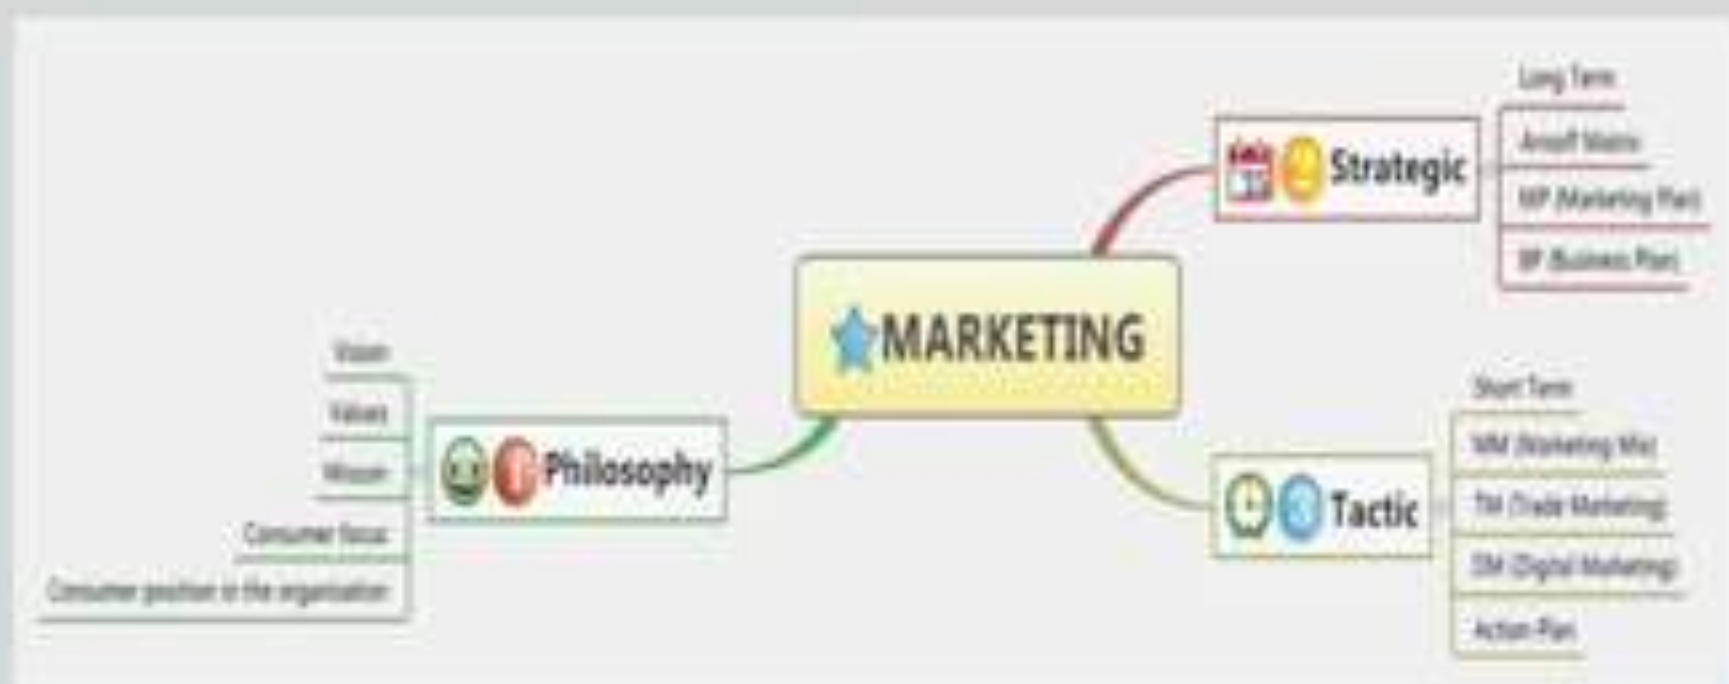 MARKETING
Strategic
Long Term
Ansoff Matrix
MP (Marketing Plan)
BP (Business Plan)
Tactic
Short Term
MM (Marketing Mix)
TM (Trade Marketing)
DM (Digital Marketing)
Action Plan
Philosophy
Vision
Values
Mission
Consumer focus
Consumer position in the organization